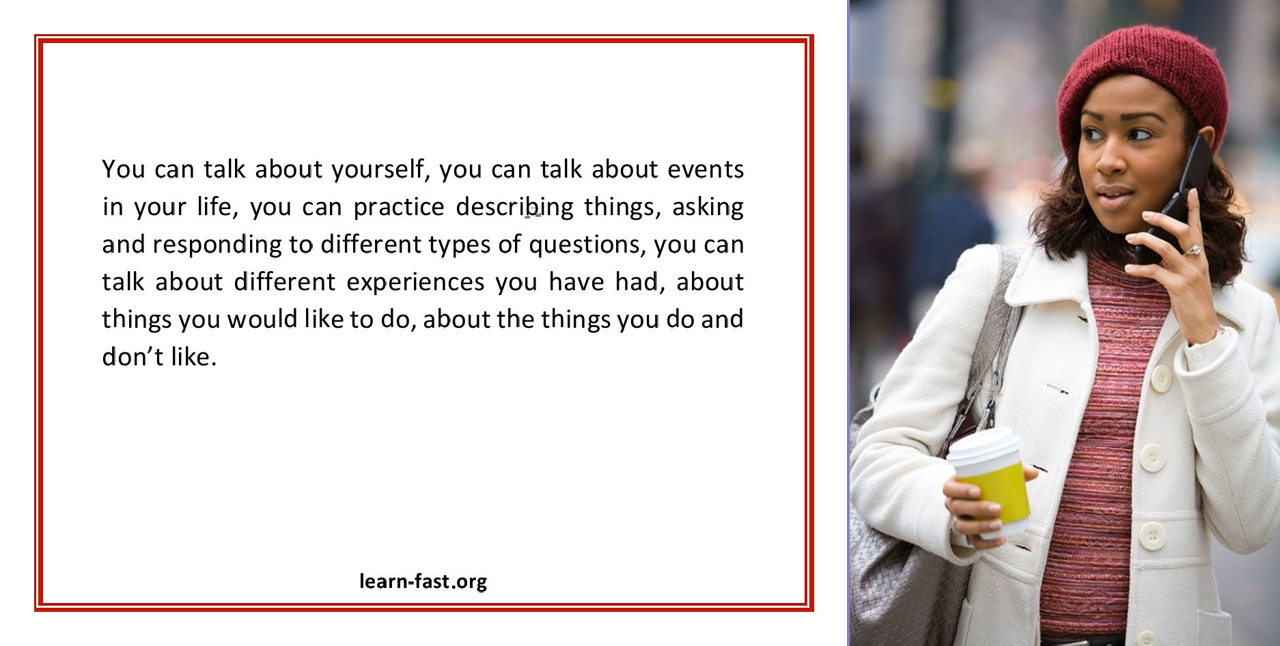 You can talk about yourself, you can talk about events
in your life, you can practice describing things, asking
and responding to different types of questions, you can
talk about different experiences you have had, about
things you would like to do, about the things you do and
don’t like.
learn-fast.org